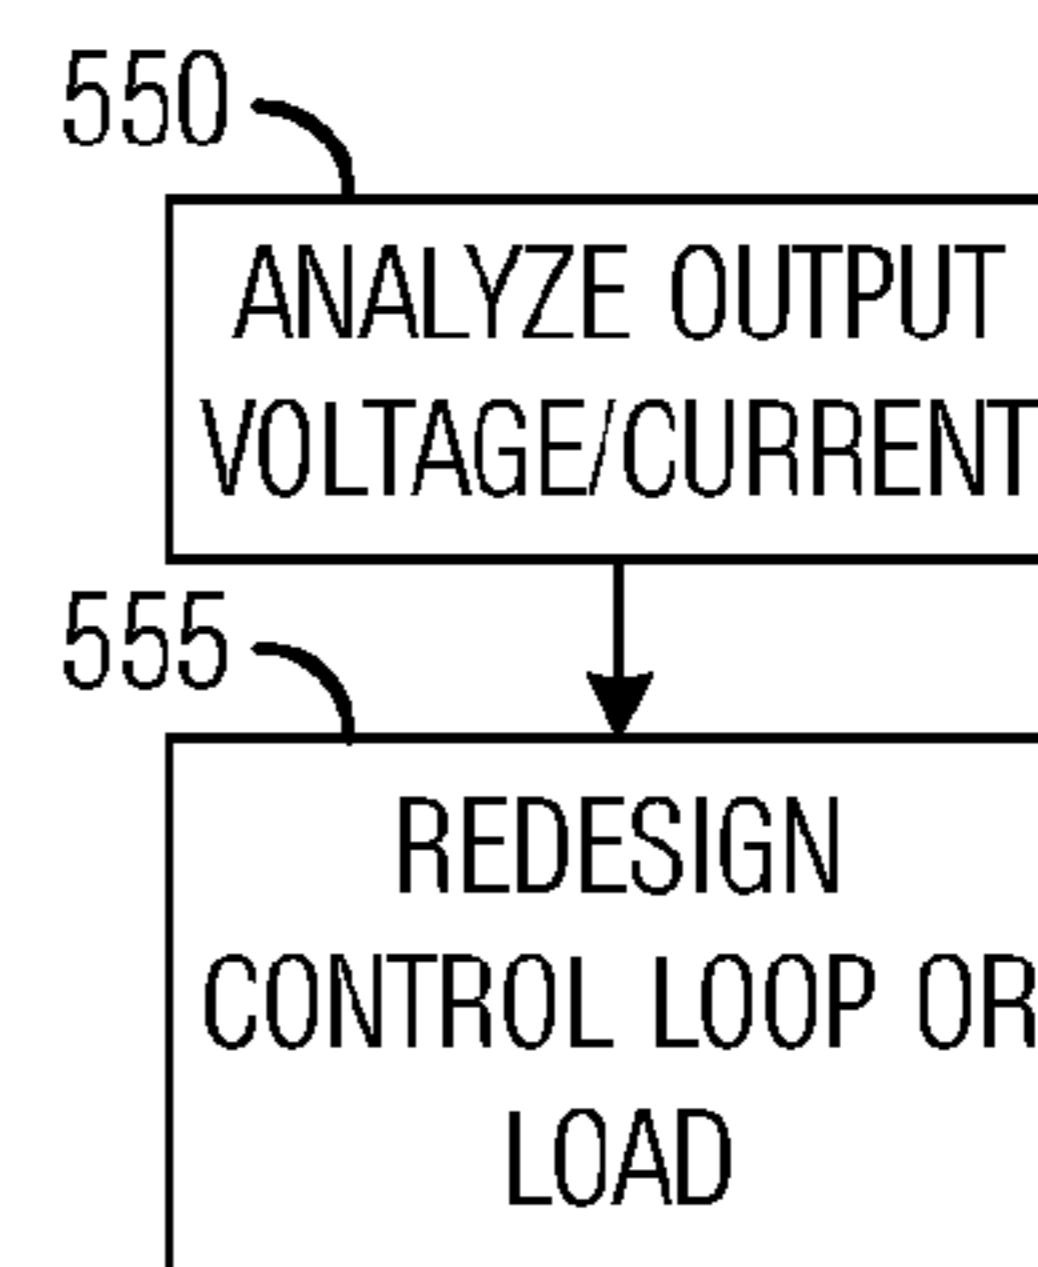 550
ANALYZE OUTPUT
VOLTAGE/CURRENT
555
REDESIGN
CONTROL LOOP OR
LOAD